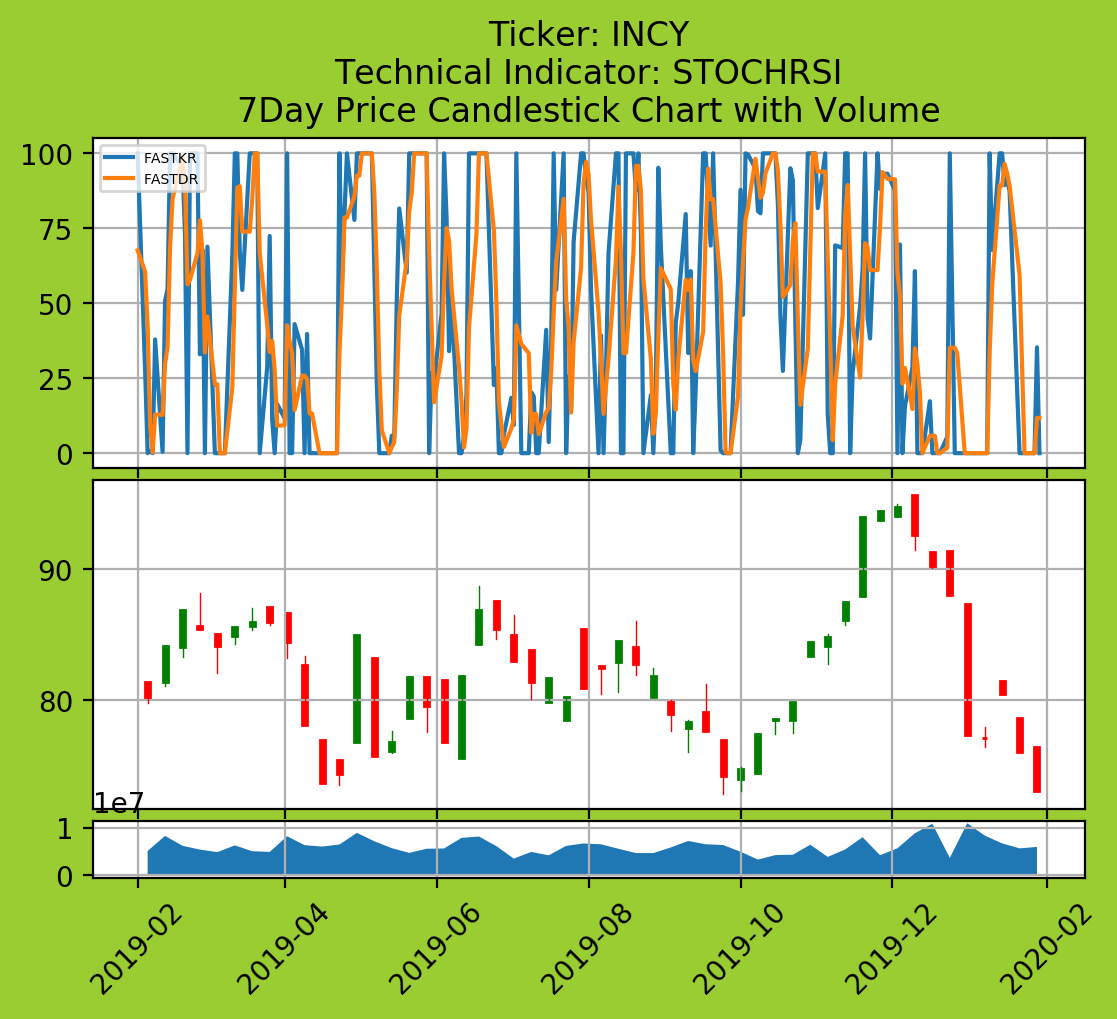 Ticker: INCY
Technical Indicator: STOCHRSI
7Day Price Candlestick Chart with Volume
100
75
50
25
0
FASTKR
FASTDR
90
80
1e7
1
0
2019-02
2019-04
2019-06
2019-08
2019-10
2019-12
2020-02